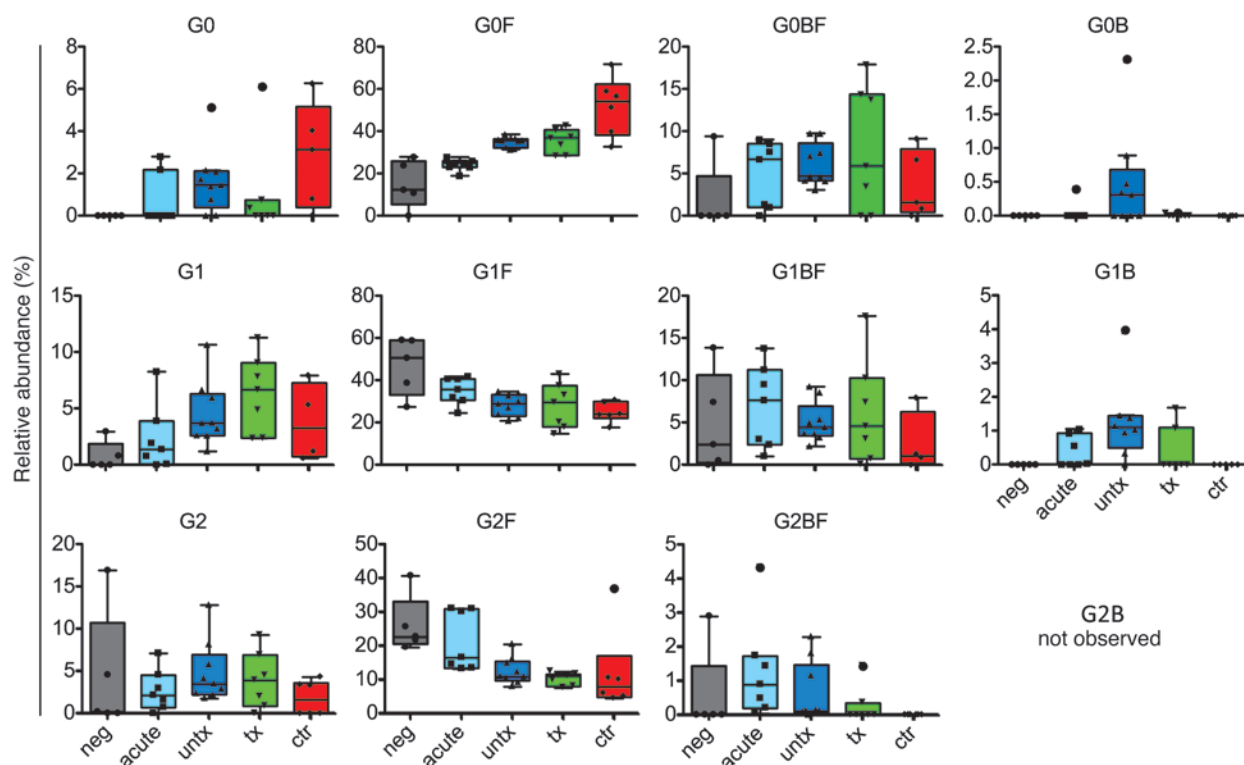 G0 G0F G0BF G0B
8 80 20 2.5
6 60 15 2.0
4 40 10 1.5
1.0
2 20 5 0.5
0 0 0 0.0
Relative abundance (%)
G1 G1F G1BF G1B
15 80 20 5
10 60 15 4
40 10 3
5 20 5 2
1
0 0 0 0
neg acute untx tx ctr
G2 G2F G2BF
20 50 5
15 40 4
10 30 3
5 20 2
10 1
0 0 0
G2B
not observed
neg acute untx tx ctr neg acute untx tx ctr neg acute untx tx ctr